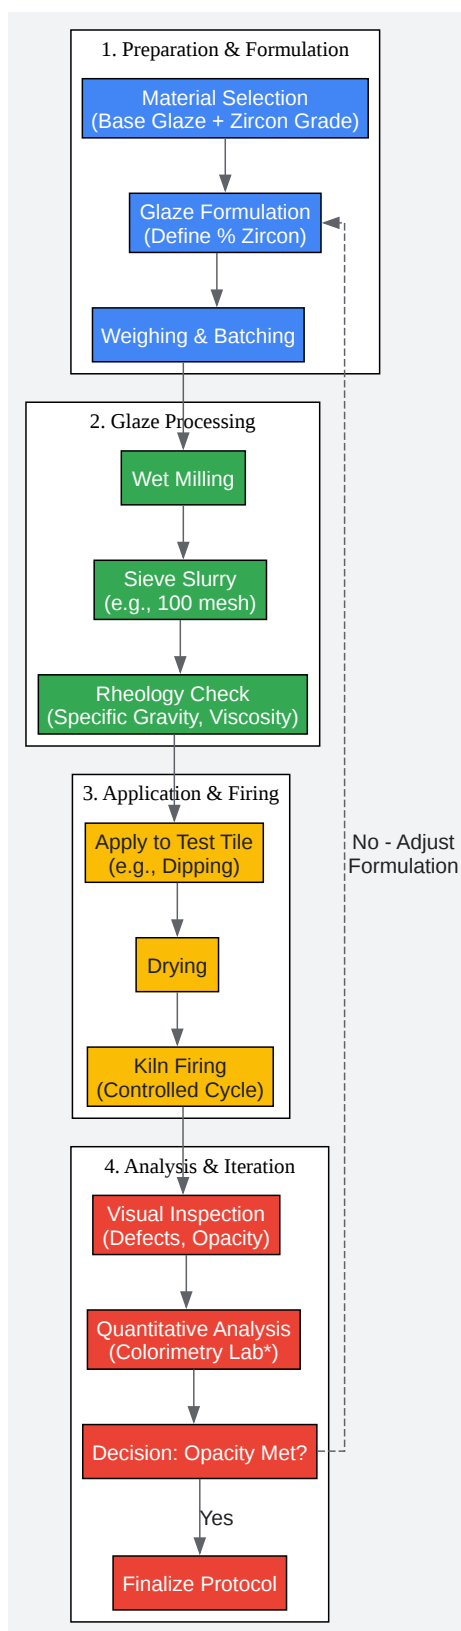 1. Preparation & Formulation
Material Selection
(Base Glaze + Zircon Grade)
Glaze Formulation
(Define % Zircon)
Weighing & Batching
2. Glaze Processing
Wet Milling
Sieve Slurry
(e.g., 100 mesh)
Rheology Check
(Specific Gravity, Viscosity)
3. Application & Firing
Apply to Test Tile
(e.g., Dipping)
No - Adjust
Formulation
Drying
Kiln Firing
(Controlled Cycle)
4. Analysis & Iteration
Visual Inspection
(Defects, Opacity)
Quantitative Analysis
(Colorimetry Lab*)
Decision: Opacity Met?
Yes
Finalize Protocol